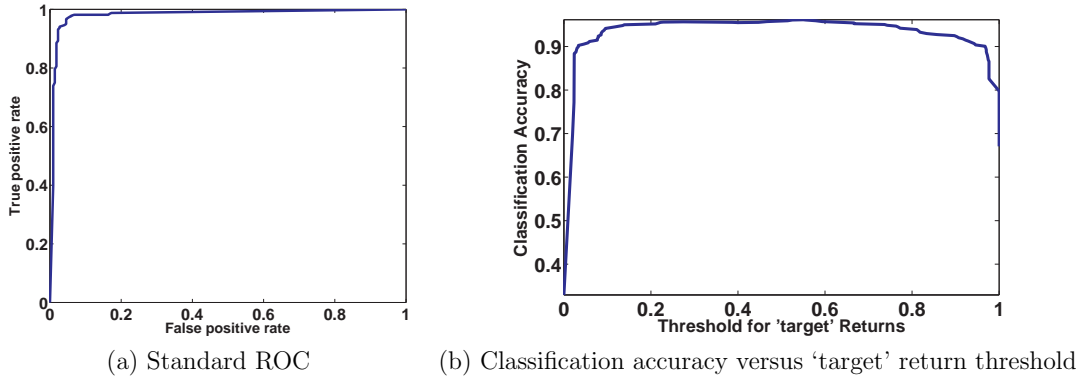 1
0.8
0.6
0.4
0.2
0
0 0.2 0.4 0.6 0.8 1
True positive rate
False positive rate
(a) Standard ROC
0.9
0.8
0.7
0.6
0.5
0.4
0 0.2 0.4 0.6 0.8 1
Classification Accuracy
Threshold for 'target' Returns
(b) Classification accuracy versus ‘target’ return threshold